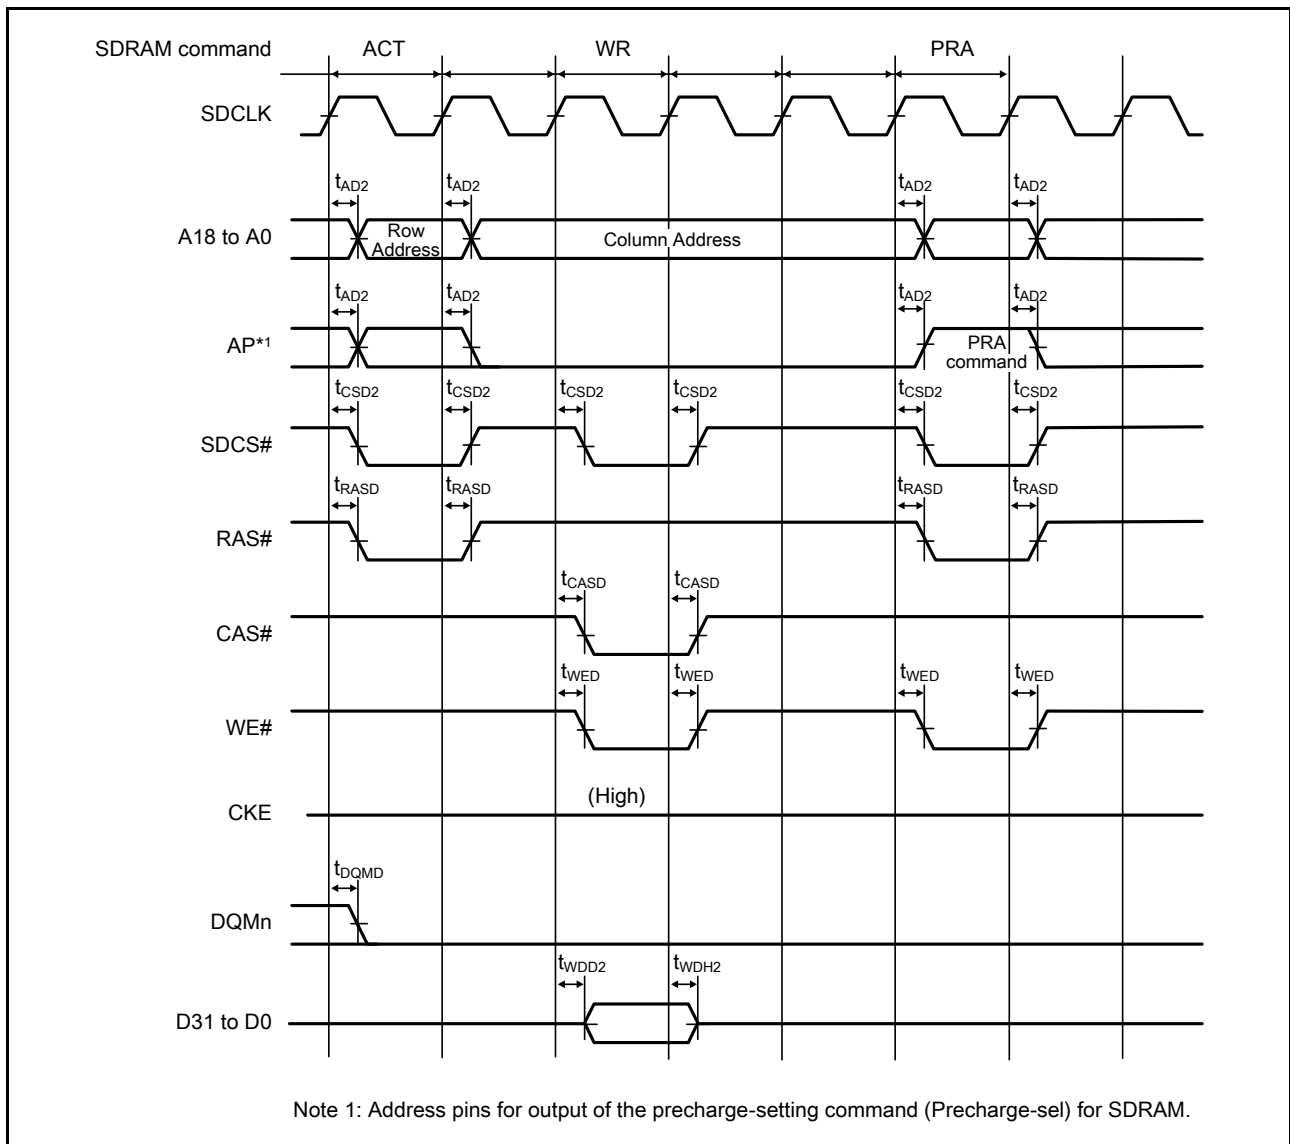 SDRAM command ACT WR PRA
SDCLK
tAD2 tAD2 tAD2 tAD2
A18 to A0 Row Address Column Address
tAD2 tAD2 tAD2 tAD2
AP*1 PRA command
tCSD2 tCSD2 tCSD2 tCSD2 tCSD2 tCSD2
SDCS#
tRASD tRASD tRASD tRASD
RAS#
tCASD tCASD
CAS#
tWED tWED tWED tWED
WE#
(High)
CKE
tDQMD
DQMn
tWDD2 tWDH2
D31 to D0
Note 1: Address pins for output of the precharge-setting command (Precharge-sel) for SDRAM.